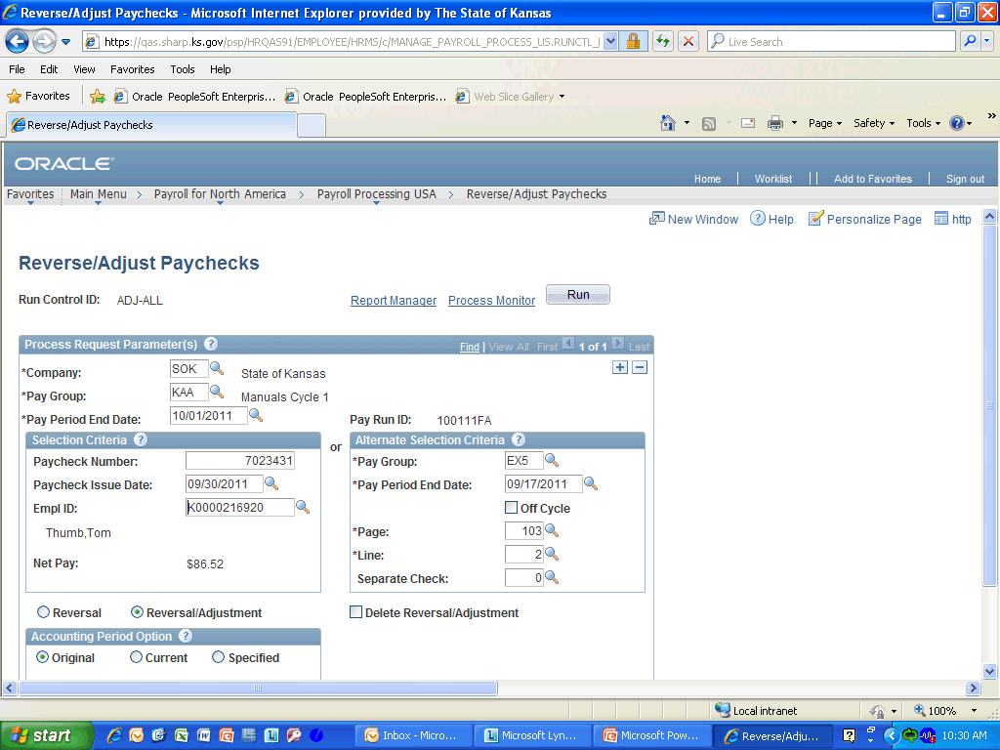 Reverse/Adjust Paychecks - Microsoft Internet Explorer provided by The State of Kansas
https://qas.sharp.ks.gov/psp/HRQAS91/EMPLOYEE/HRMS/c/MANAGE_PAYROLL_PROCESS_US.RUNCTL_
Live Search
File Edit View Favorites Tools Help
Favorites Oracle PeopleSoft Enterpris... Oracle PeopleSoft Enterpris... Web Slice Gallery
Reverse/Adjust Paychecks Page Safety Tools »
ORACLE
Home Worklist Add to Favorites Sign out
Favorites Main Menu > Payroll for North America > Payroll Processing USA > Reverse/Adjust Paychecks
New Window Help Personalize Page http
Reverse/Adjust Paychecks
Run Control ID: ADJ-ALL Report Manager Process Monitor Run
Process Request Parameter(s) Find | View All First 1 of 1 Last
*Company: SOK State of Kansas
*Pay Group: KAA Manuals Cycle 1
*Pay Period End Date: 10/01/2011 Pay Run ID: 100111FA
Selection Criteria or Alternate Selection Criteria
Paycheck Number: 7023431 *Pay Group: EX5
Paycheck Issue Date: 09/30/2011 *Pay Period End Date: 09/17/2011
Empl ID: K0000216920 Off Cycle
Thumb,Tom *Page: 103
*Line: 2
Net Pay: $86.52
Separate Check: 0
Reversal Reversal/Adjustment Delete Reversal/Adjustment
Accounting Period Option
Original Current Specified
Local intranet 100%
start Inbox - Micro... Microsoft Lyn... Microsoft Pow... Reverse/Adju... 10:30 AM